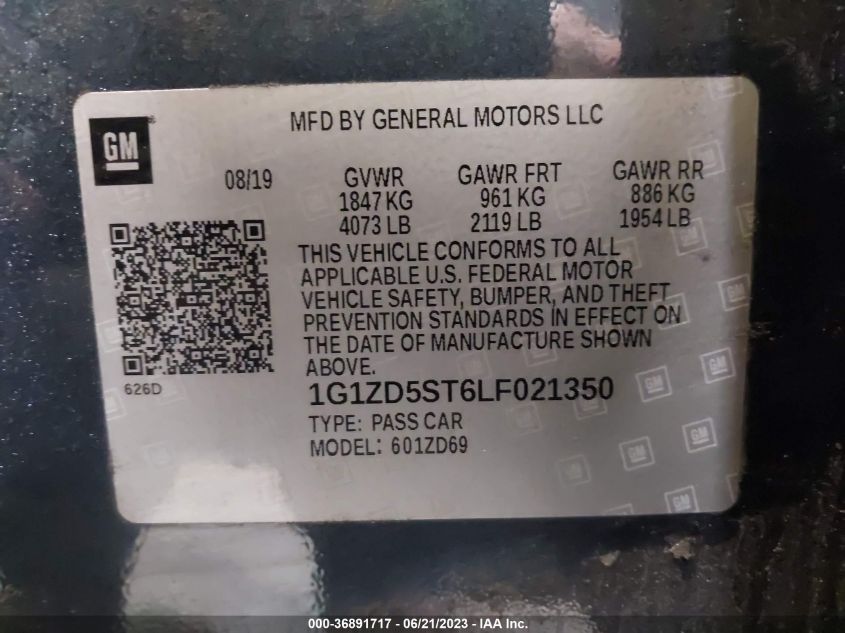 GM
®
MFD BY GENERAL MOTORS LLC
08/19
GVWR
1847 KG
4073 LB
GAWR FRT
961 KG
2119 LB
GAWR RR
886 KG
1954 LB
THIS VEHICLE CONFORMS TO ALL
APPLICABLE U.S. FEDERAL MOTOR
VEHICLE SAFETY, BUMPER, AND THEFT
PREVENTION STANDARDS IN EFFECT ON
THE DATE OF MANUFACTURE SHOWN
ABOVE.
626D
1G1ZD5ST6LF021350
TYPE: PASS CAR
MODEL: 601ZD69
000-36891717 - 06/21/2023 - IAA Inc.